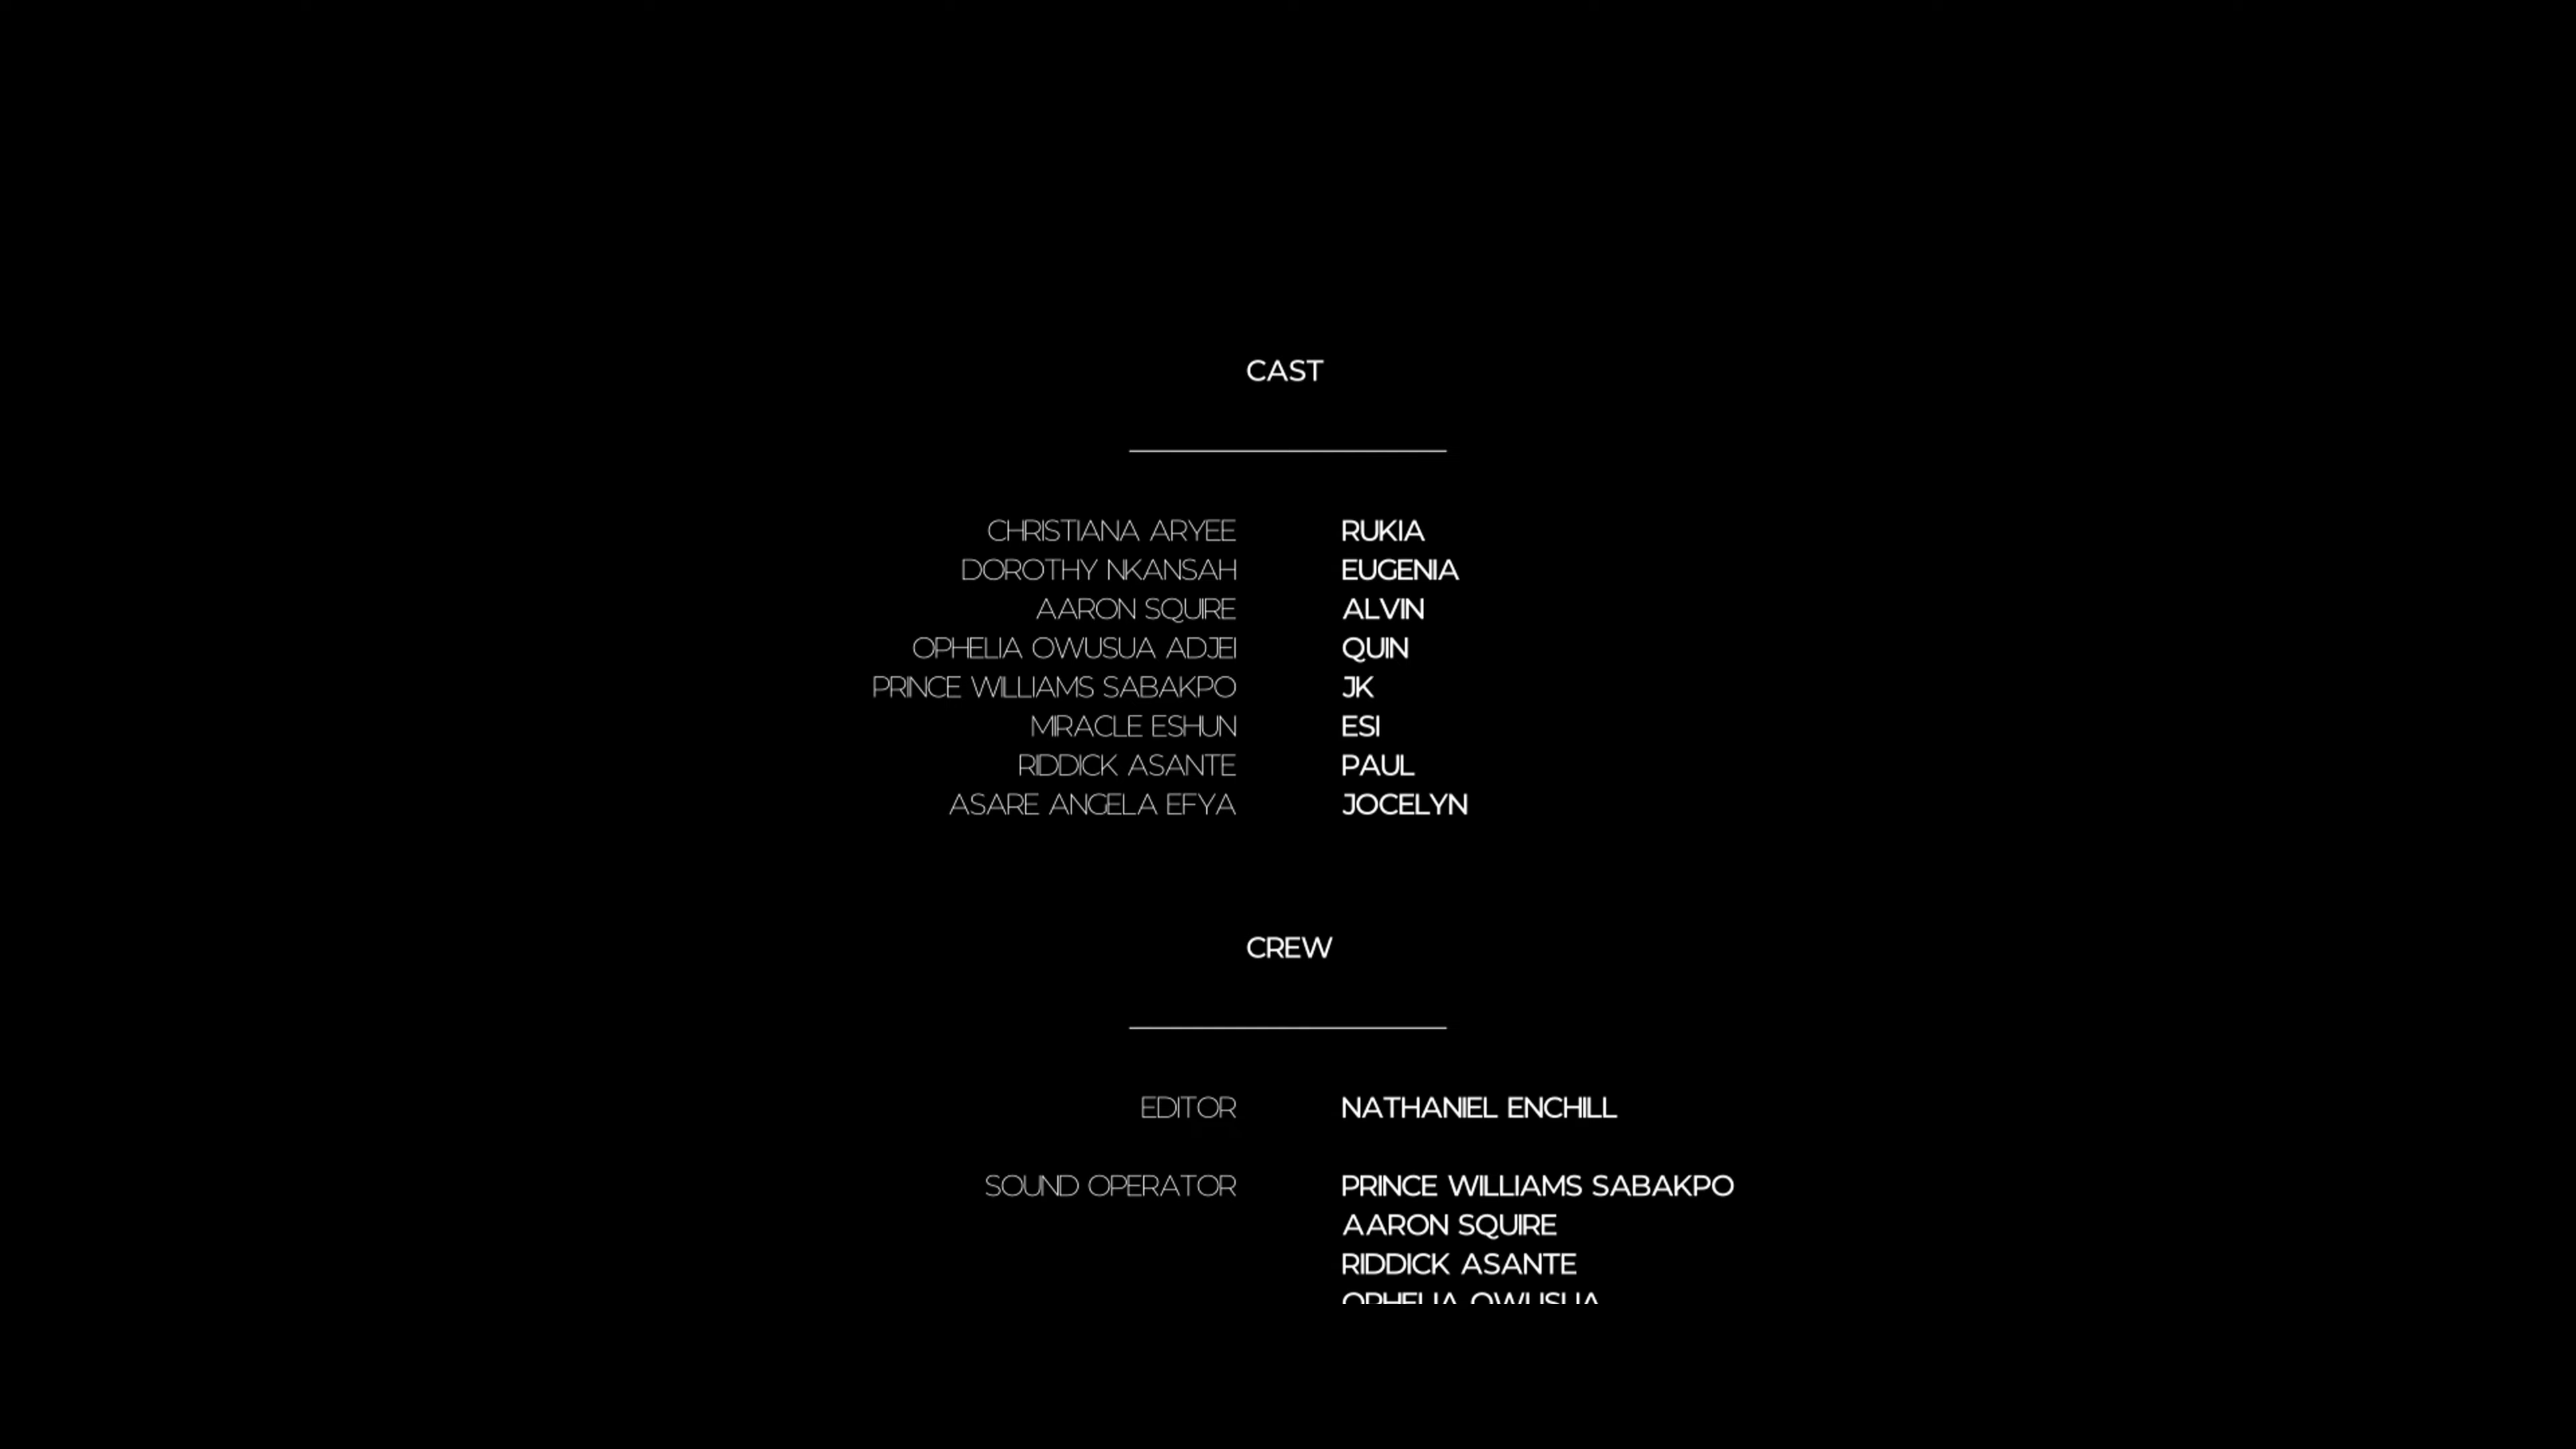 CAST
CHRISTIANA ARYEE RUKIA
DOROTHY NKANSAH EUGENIA
AARON SQUIRE ALVIN
OPHELIA OWUSUA ADJEI QUIN
PRINCE WILLIAMS SABAKPO JK
MIRACLE ESHUN ESI
RIDDICK ASANTE PAUL
ASARE ANGELA EFYA JOCELYN
CREW
EDITOR NATHANIEL ENCHILL
SOUND OPERATOR PRINCE WILLIAMS SABAKPO
AARON SQUIRE
RIDDICK ASANTE
OPHELIA OWUSUA